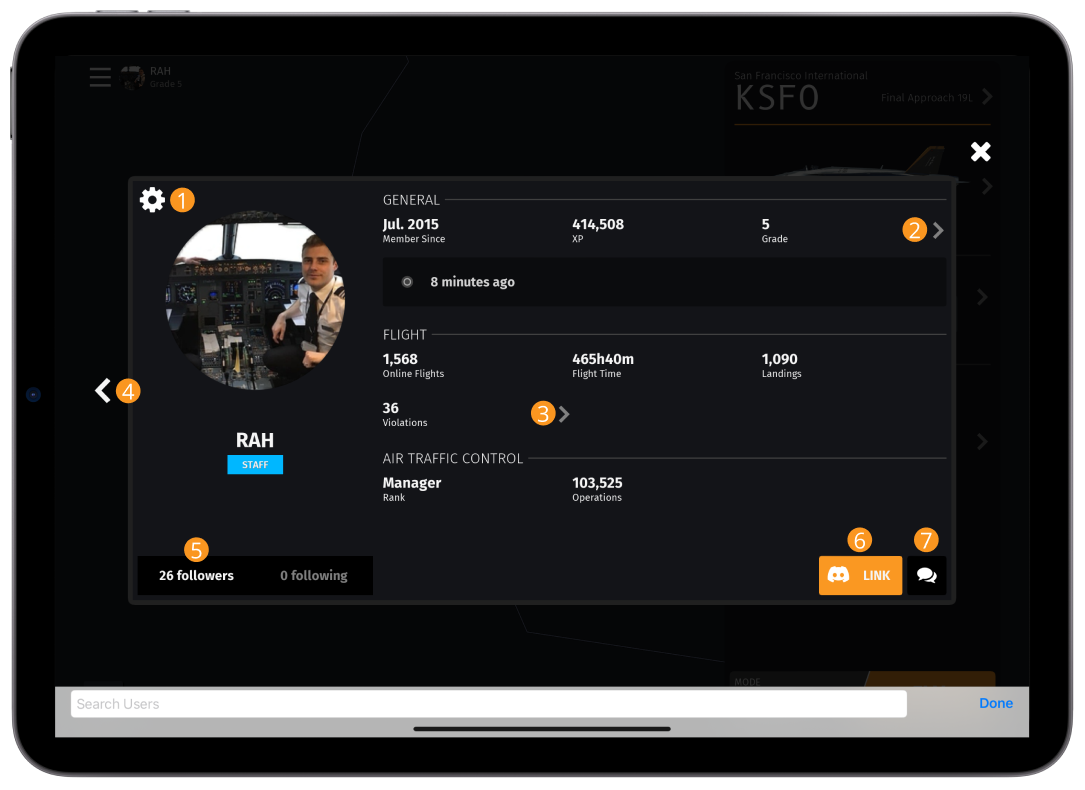 RAH
Grade 5
San Francisco International
KSFO
Final Approach 19L
1
GENERAL
Jul. 2015
Member Since
414,508
XP
5
Grade
2
8 minutes ago
FLIGHT
1,568
Online Flights
465h40m
Flight Time
1,090
Landings
4
36
Violations
3
RAH
STAFF
AIR TRAFFIC CONTROL
Manager
Rank
103,525
Operations
5
26 followers
0 following
6
LINK
7
MODE
Search Users
Done